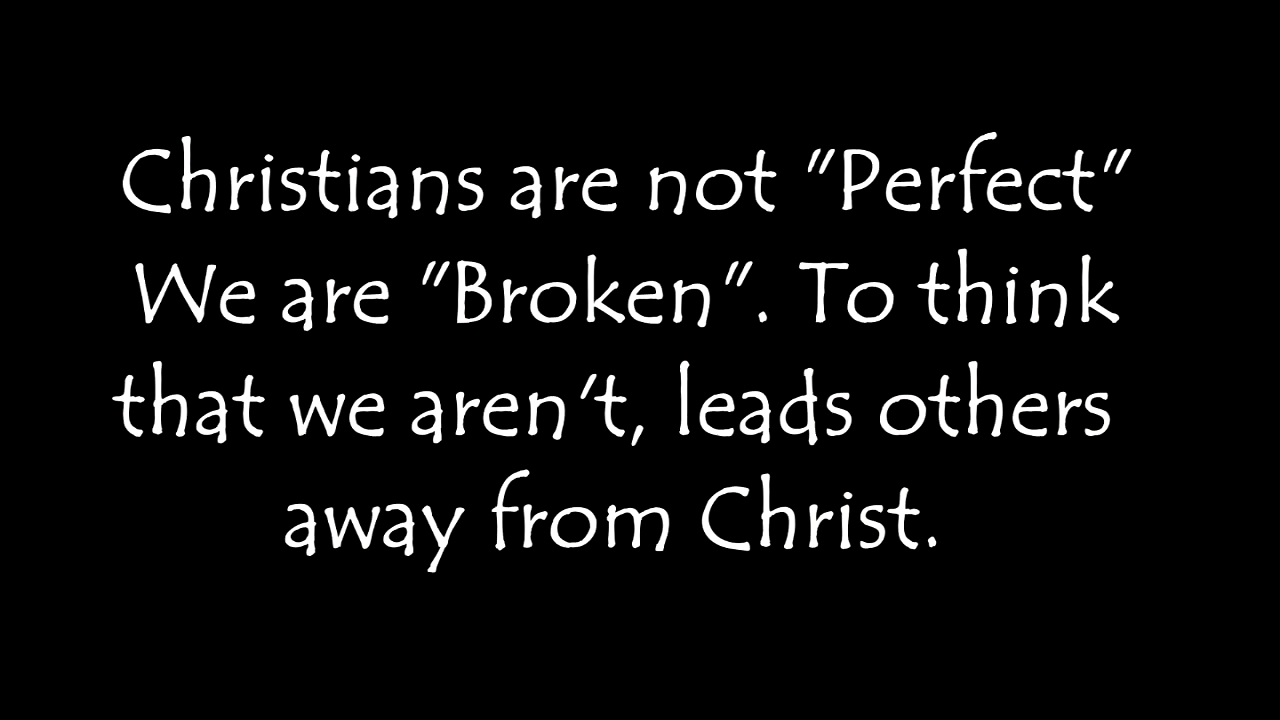 Christians are not "Perfect"
We are "Broken". To think
that we aren't, leads others
away from Christ.